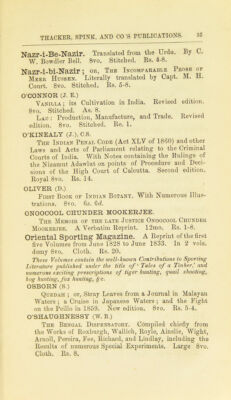 THACKER, SPINK, AND CO'S PUBLICATIONS. 35
Nazr-i-Be-Nazir. Translated from the Urdu. By C.
W. Bowdler Bell. 8vo. Stitched. Rs. 4-8.
Nazr-i-bi-Nazir; or, The Incomparable Prose of
Meer Hussen. Literally translated by Capt. M. H.
Court. 8vo. Stitched. Rs. 5-8.
O'CONNOR (J. E.)
Vanilla; its Cultivation in India. Revised edition.
8vo. As. 8.
Lac: Production, Manufacture, and Trade. Revised
edition. 8vo. Stitched. Re. 1.
O'KINEALY (J.), C.S.
The Indian Penal Code (Act XLV of 1860) and other
Laws and Acts of Parliament relating to the Criminal
Courts of India. With Notes containing the Rulings of
the Nizamut Adawlut on points of Procedure and Deci-
sions of the High Court of Calcutta. Second edition.
Royal 8vo. Rs. 14.
OLIVER (D.)
First Book of Indian Botany. With Numerous Illus-
trations. 8vo. 6s. 6d.
ONOOCOOL CHUNDER MOOKERJEE.
The Memoir of the late Justice Onoocool Chunder
Mookerjee. A Verbatim Reprint. 12mo. Rs. 1-8.
Oriental Sporting Magazine. A Reprint of the first
five Volumes from June 1828 to June 1833. In 2 vols.
demy 8vo. Cloth. Rs. 20.
These Volumes contain the well-known Contributions to Sporting
Literature published under the title of 'Tales of a Tinker,' and
numerous exciting prescriptions of tiger hunting, quail shooting,
hog hunting, fox hunting, &c.
OSBORN (S.)
Quedah; or, Stray Leaves from a Journal in Malayan
Waters; a Cruise in Japanese Waters; and the Fight
on the Peiho in 1859. New edition. 8vo. Rs. 5-4.
O'SHAUGHNESSY (W. B.)
The Bengal Dispensatory. Compiled chiefly from
the Works of Roxburgh, Wallich, Royle, Ainslie, Wight,
Arnoll, Pereira, Fee, Richard, and Lindlay, including the
Results of numerous Special Experiments. Large 8vo.
Cloth. Rs. 8.